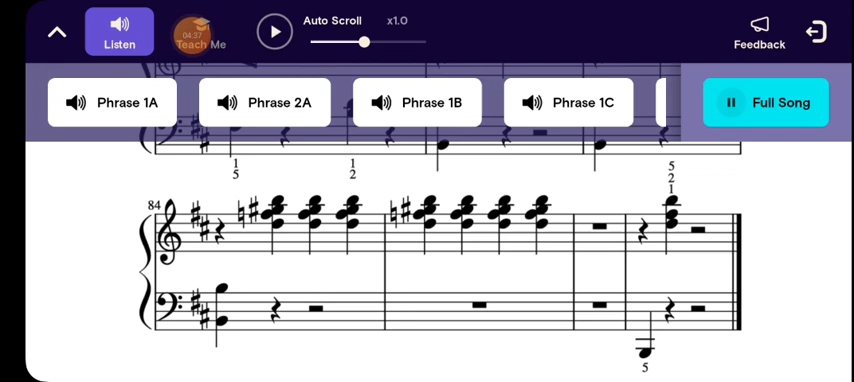 Auto Scroll x1.0
Listen
04:37
Teach Me
Feedback
Phrase 1A
Phrase 2A
Phrase 1B
Phrase 1C
Full Song
1
5
1
2
5
2
1
84
5